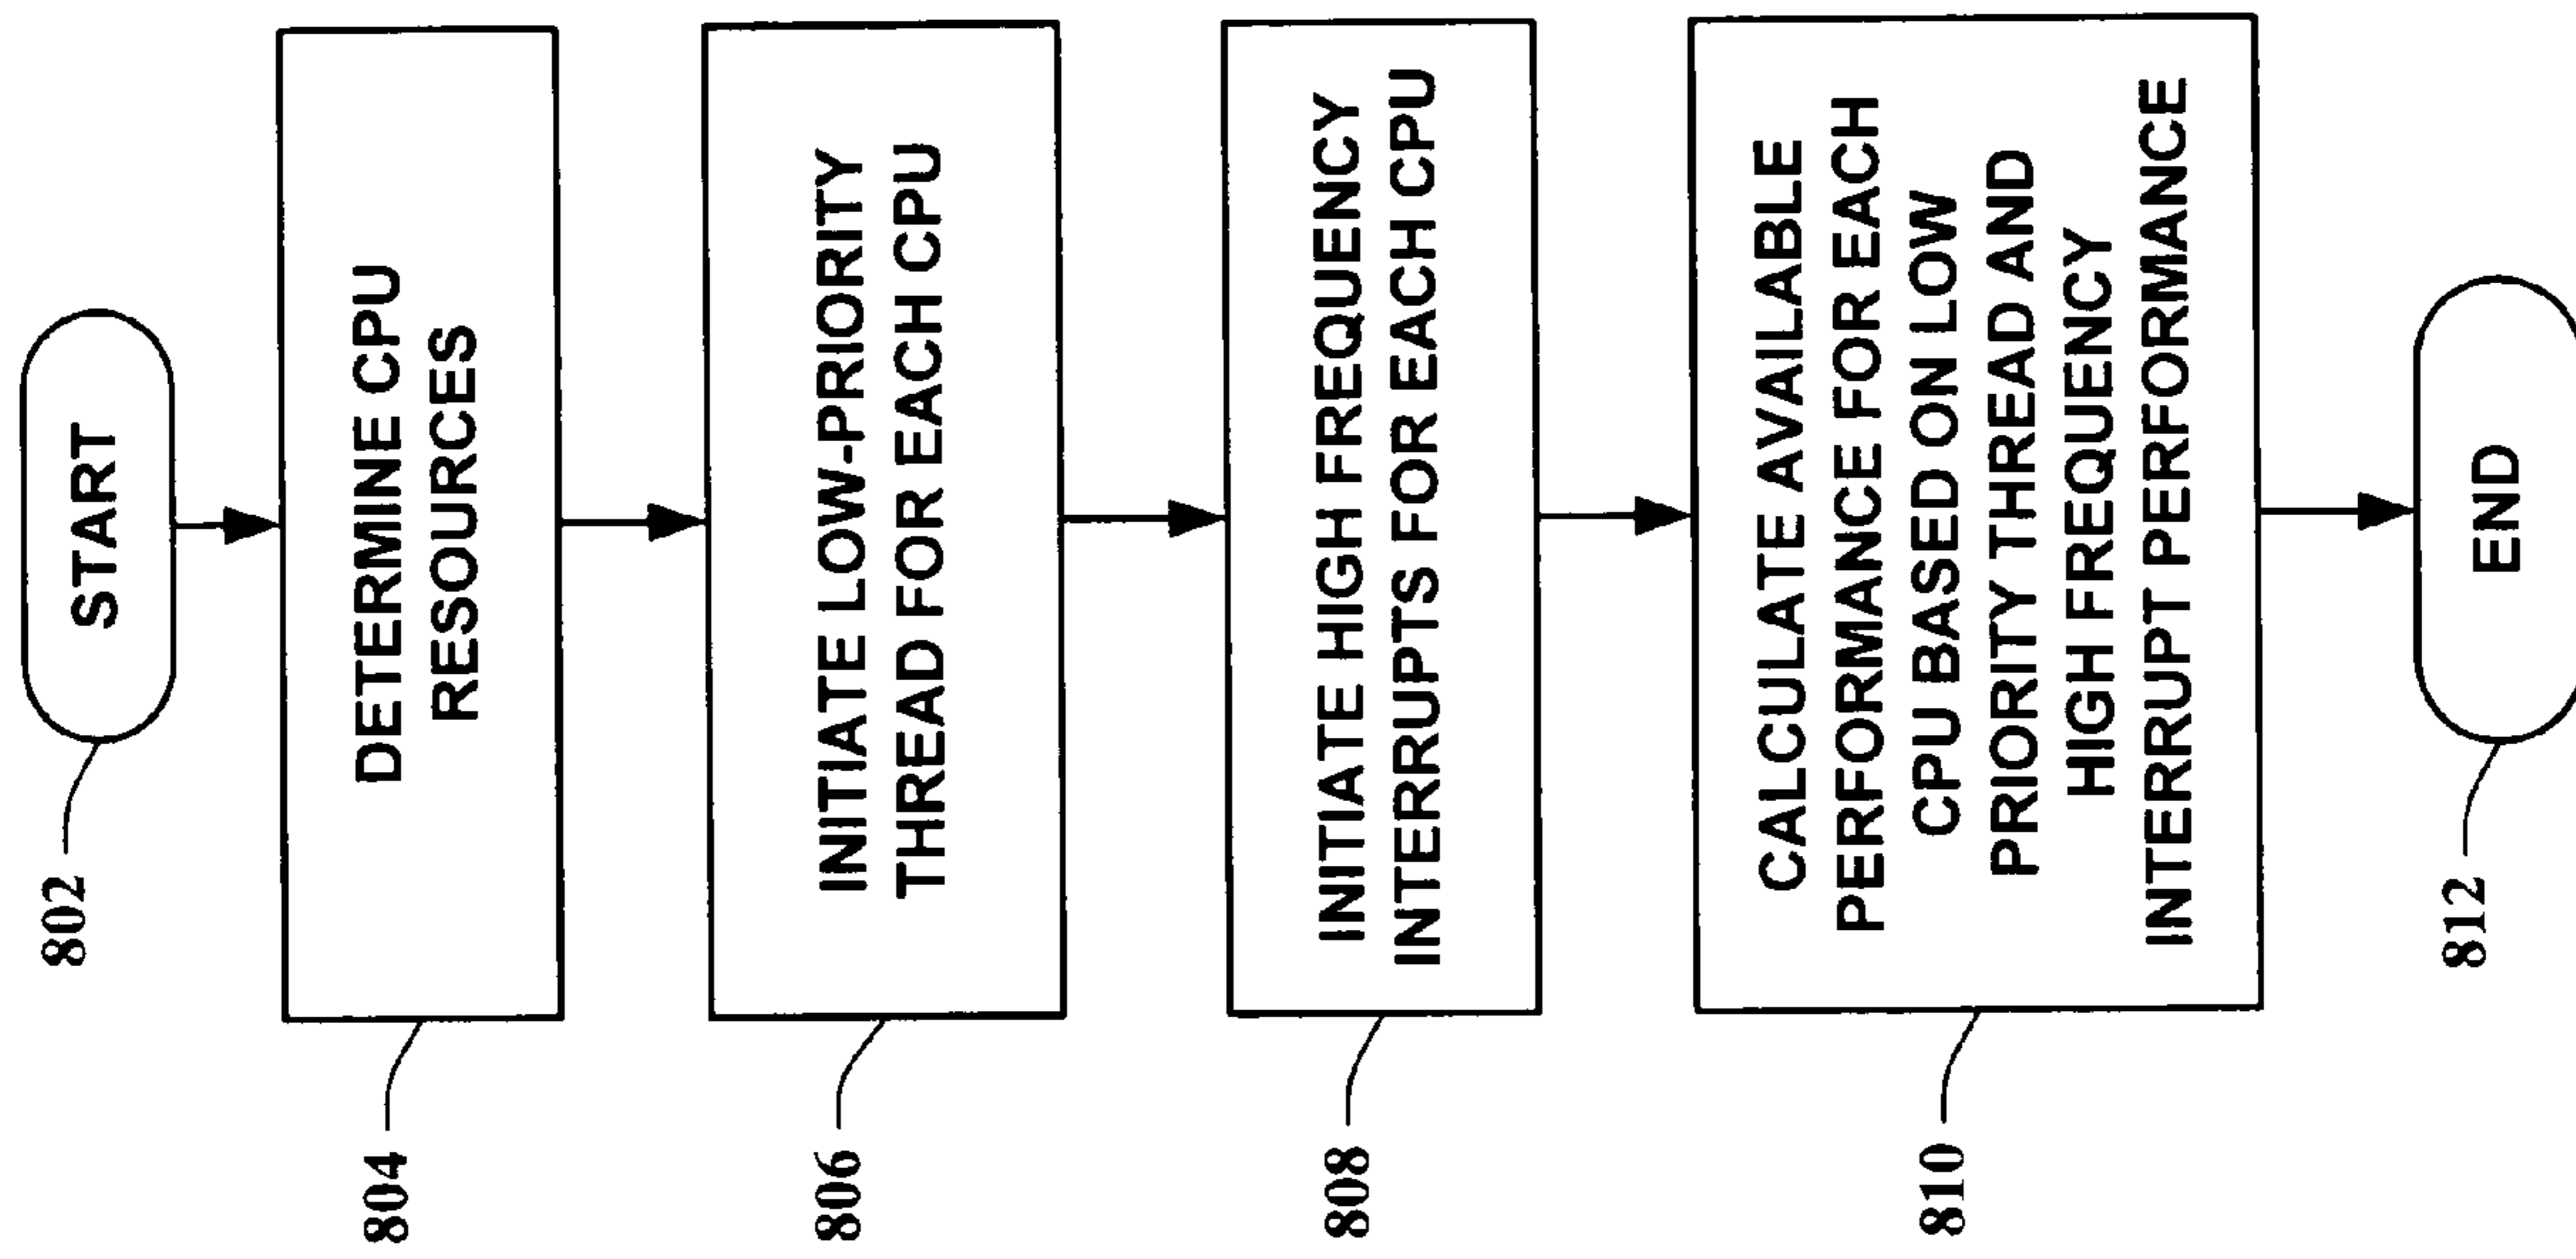 START
802
DETERMINE CPU
RESOURCES
804
INITIATE LOW-PRIORITY
THREAD FOR EACH CPU
806
INITIATE HIGH FREQUENCY
INTERRUPTS FOR EACH CPU
808
CALCULATE AVAILABLE
PERFORMANCE FOR EACH
CPU BASED ON LOW
PRIORITY THREAD AND
HIGH FREQUENCY
INTERRUPT PERFORMANCE
810
END
812